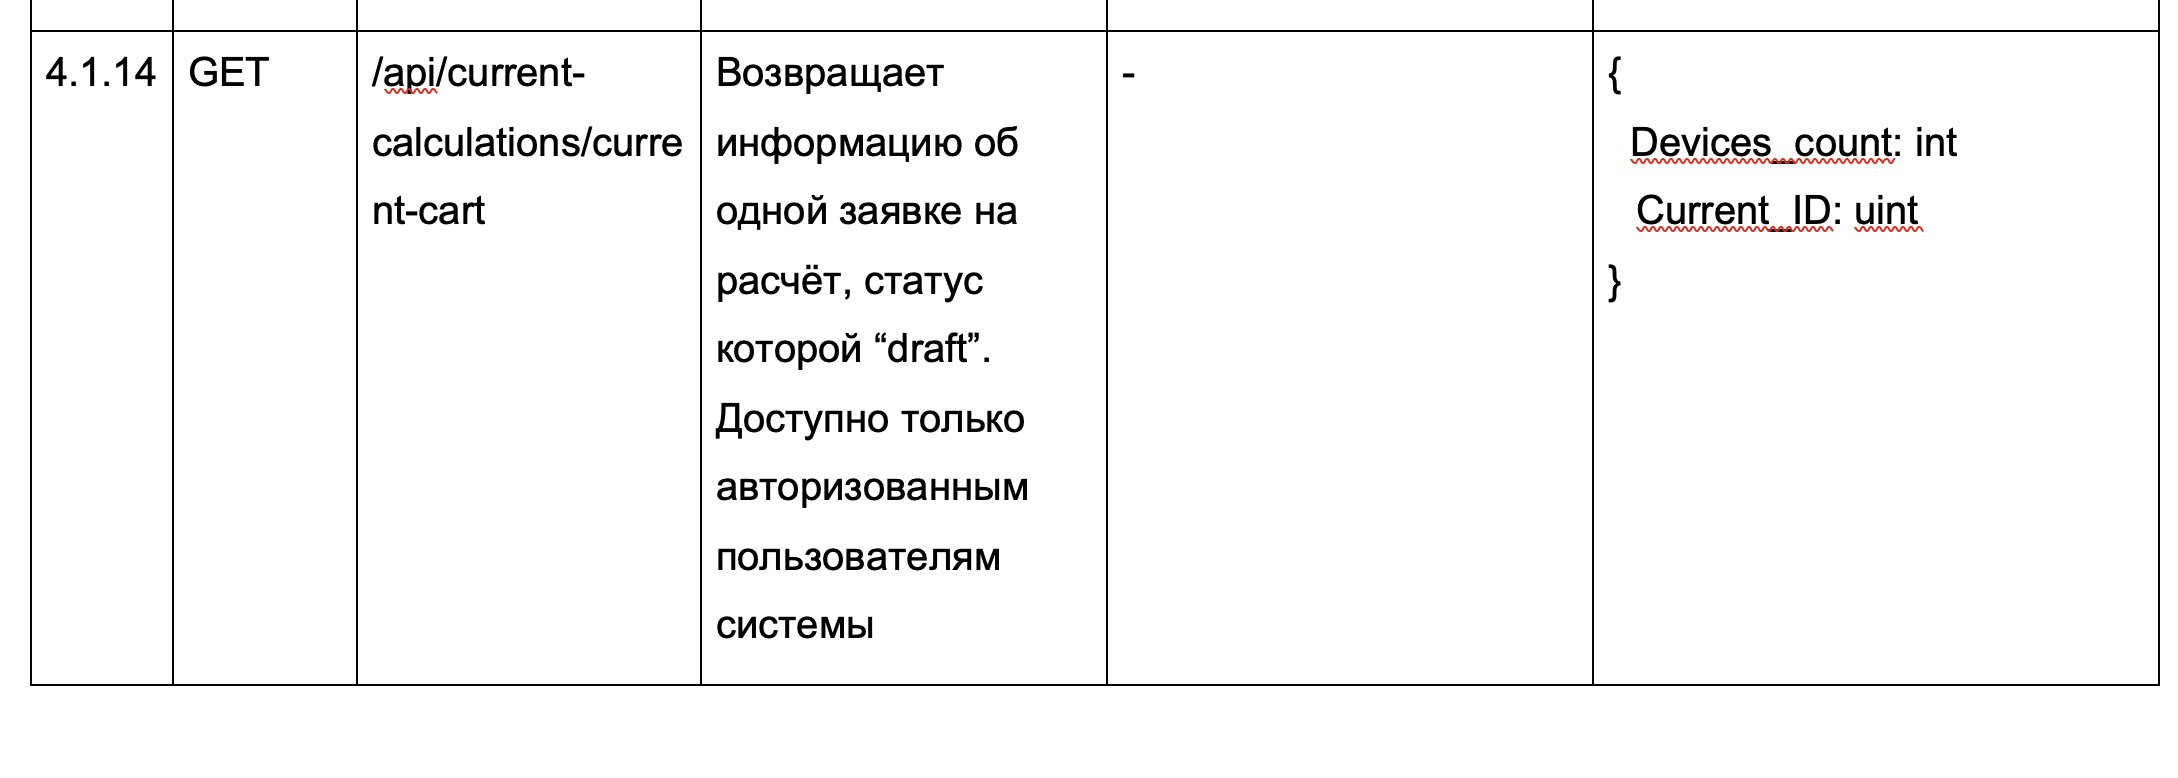 4.1.14
GET
/api/current-
calculations/curre
nt-cart
Возвращает
информацию об
одной заявке на
расчёт, статус
которой “draft”.
Доступно только
авторизованным
пользователям
системы
-
{
Devices_count: int
Current_ID: uint
}